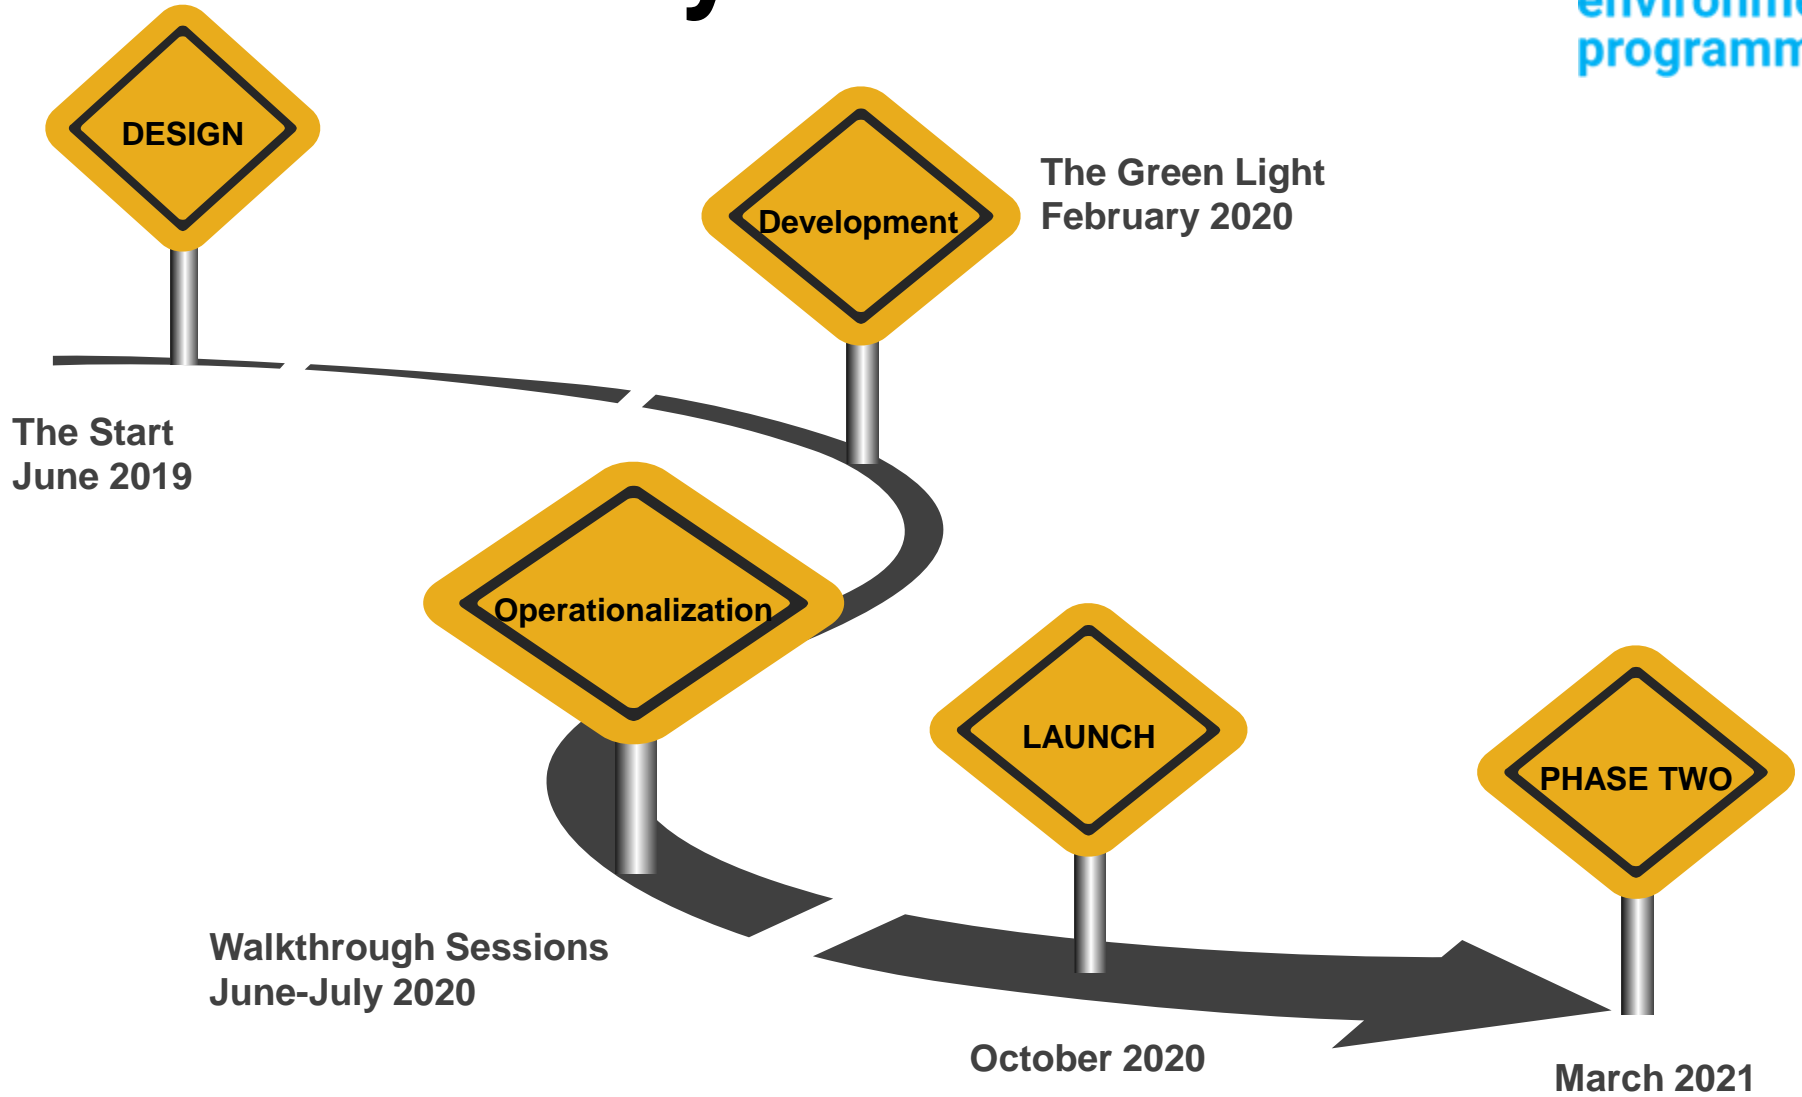 programm
DESIGN
Development
The Green Light
February 2020
The Start
June 2019
Operationalization
LAUNCH
PHASE TWO
Walkthrough Sessions
June-July 2020
October 2020
March 2021